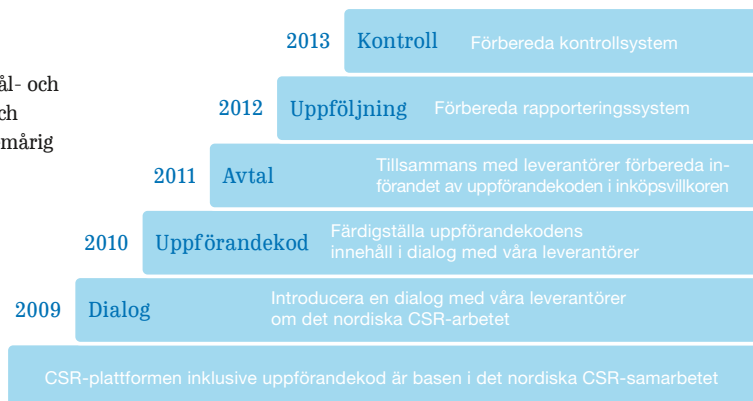 2013 Kontroll Förbereda kontrollsystem
ål- och
ch
mårig
2012 Uppföljning Förbereda rapporteringssystem
2011 Avtal Tillsammans med leverantörer förbereda in-
förandet av uppförandekoden i inköpsvillkoren
2010 Uppförandekod Färdigställa uppförandekodens
innehåll i dialog med våra leverantörer
2009 Dialog Introducera en dialog med våra leverantörer
om det nordiska CSR-arbetet
CSR-plattformen inklusive uppförandekod är basen i det nordiska CSR-samarbetet